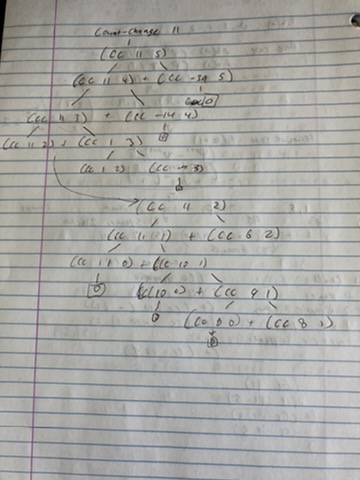 Count-change 11
(CC 11 5)
(CC 11 4) + (CC -39 5)
0
(CC 11 3) + (CC -14 4)
0
(CC 11 2) + (CC 1 3)
(CC 1 2) (CC -9 3)
0
(CC 11 2)
(CC 11 1) + (CC 6 2)
(CC 11 0) + (CC 10 1)
0 (CC 10 0) + (CC 9 1)
0
(CC 9 0) + (CC 8 1)
0